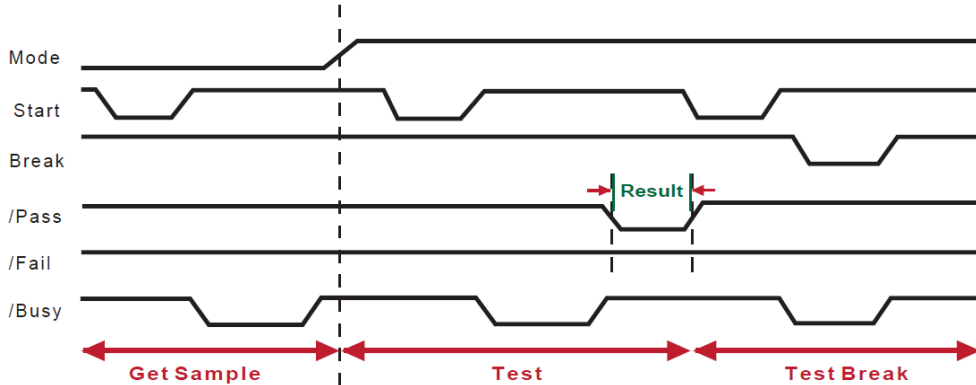 Mode
Start
Break
/Pass
Result
/Fail
/Busy
Get Sample
Test
Test Break